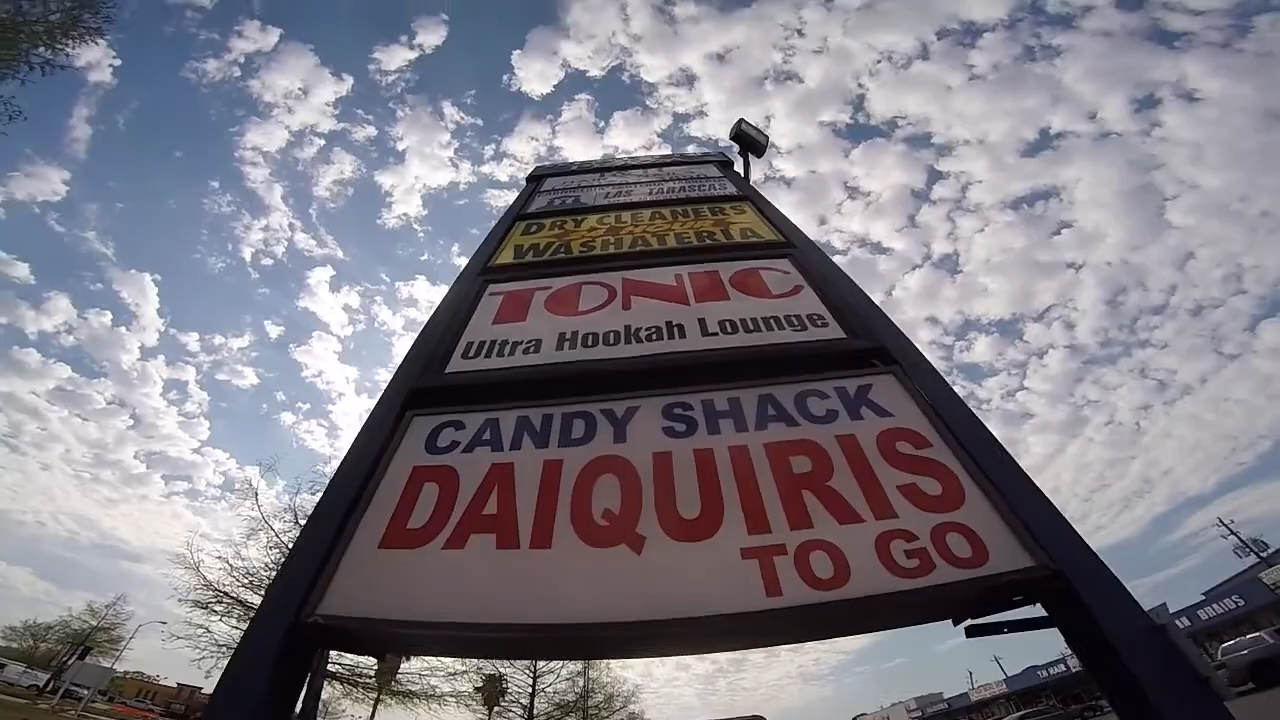 LAS TARASCAS
DRY CLEANERS
WASHATERIA
TONIC
Ultra Hookah Lounge
CANDY SHACK
DAIQUIRIS
TO GO
BRAIDS